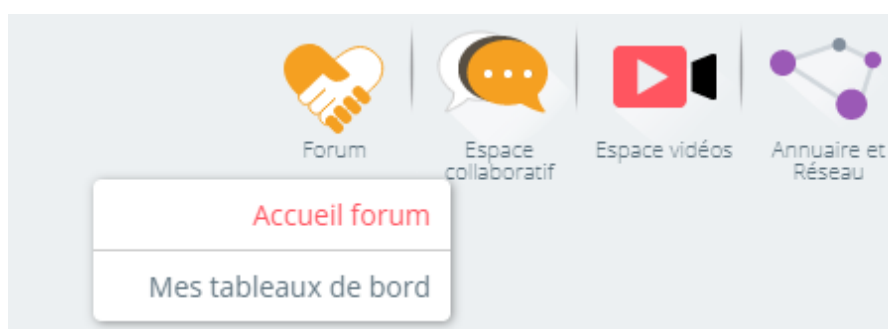 Forum
Espace
collaboratif
Espace vidéos
Annuaire et
Réseau
Accueil forum
Mes tableaux de bord